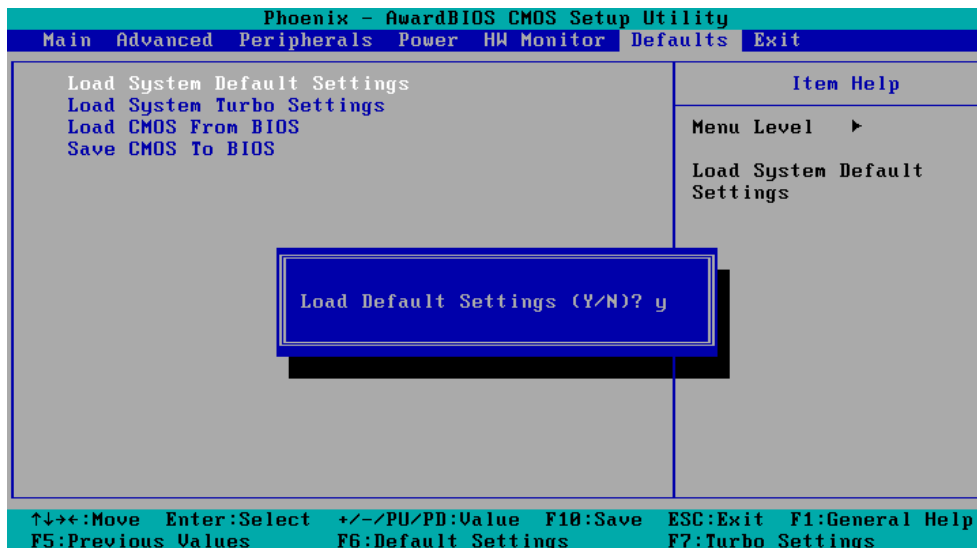 Phoenix - AwardBIOS CMOS Setup Utility
Main Advanced Peripherals Power HW Monitor Defaults Exit
Load System Default Settings
Load System Turbo Settings
Load CMOS From BIOS
Save CMOS To BIOS
Item Help
Menu Level ►
Load System Default
Settings
Load Default Settings (Y/N)? y
↑↓→←:Move Enter:Select +/-/PU/PD:Value F10:Save ESC:Exit F1:General Help
F5:Previous Values F6:Default Settings F7:Turbo Settings